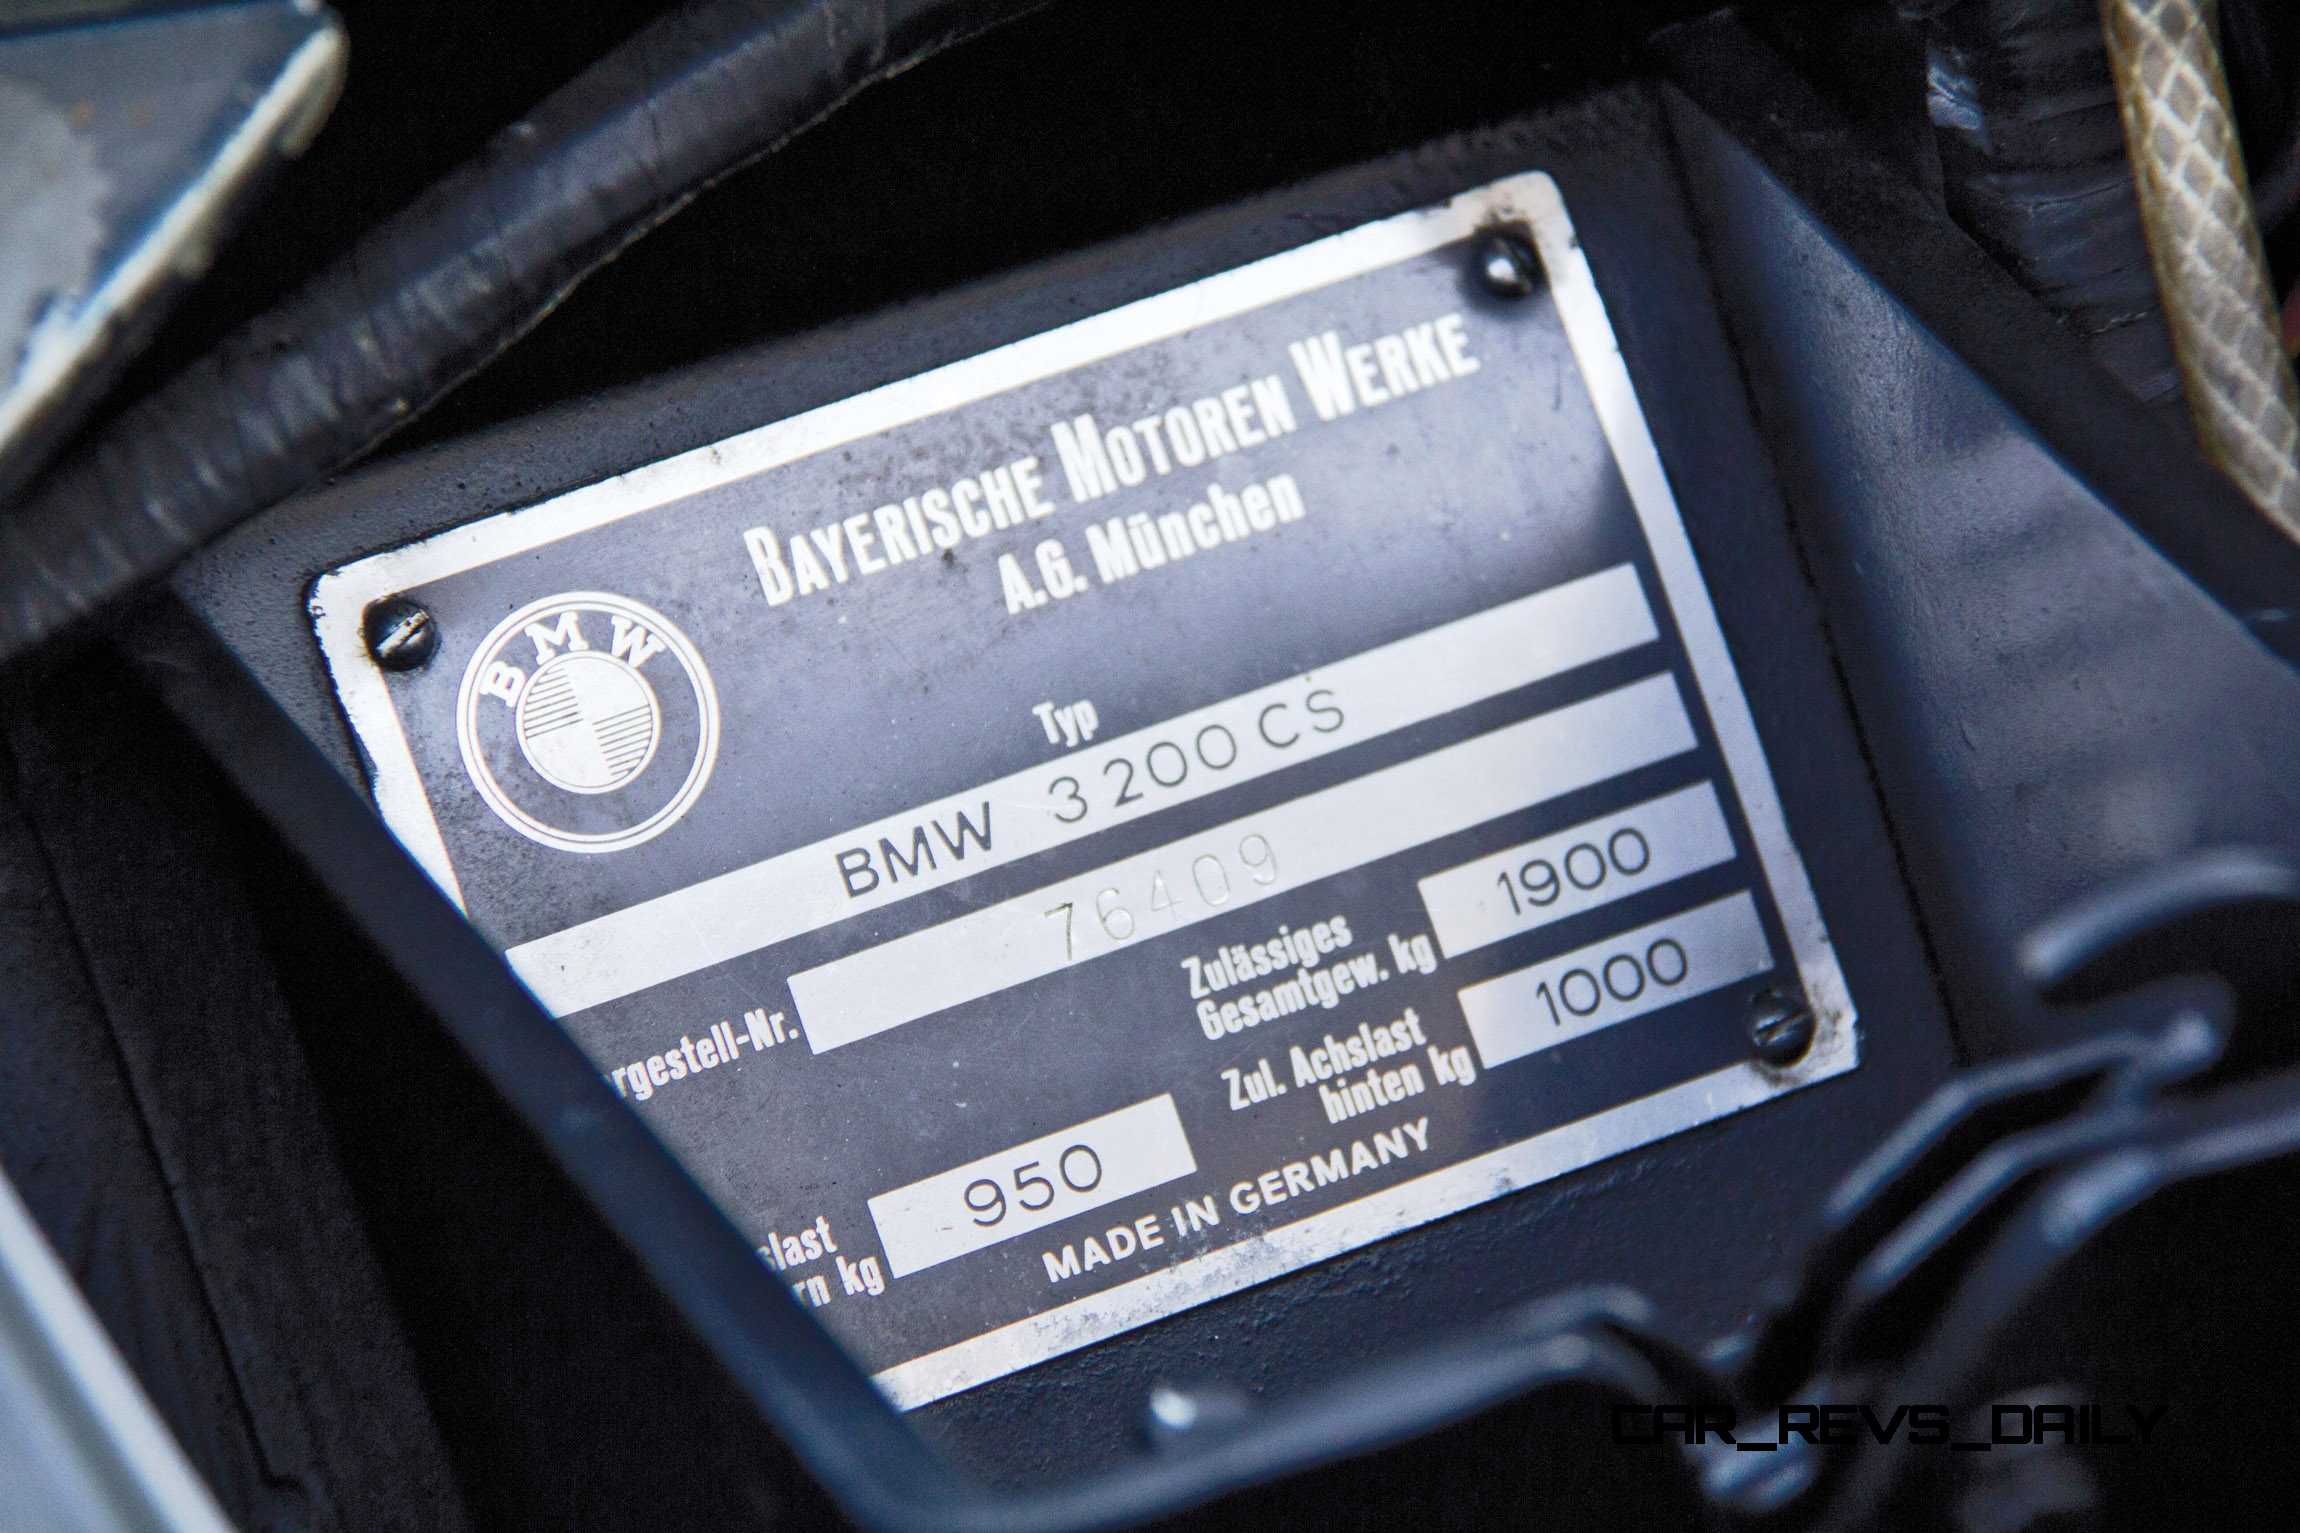 BAYERISCHE MOTOREN WERKE
A.G. München
BMW
Typ
BMW 3200 CS
rgestell-Nr. 76409
Zulässiges
Gesamtgew. kg 1900
Zul. Achslast
hinten kg 1000
slast
rn kg 950
MADE IN GERMANY
CAR_REVS_DAILY